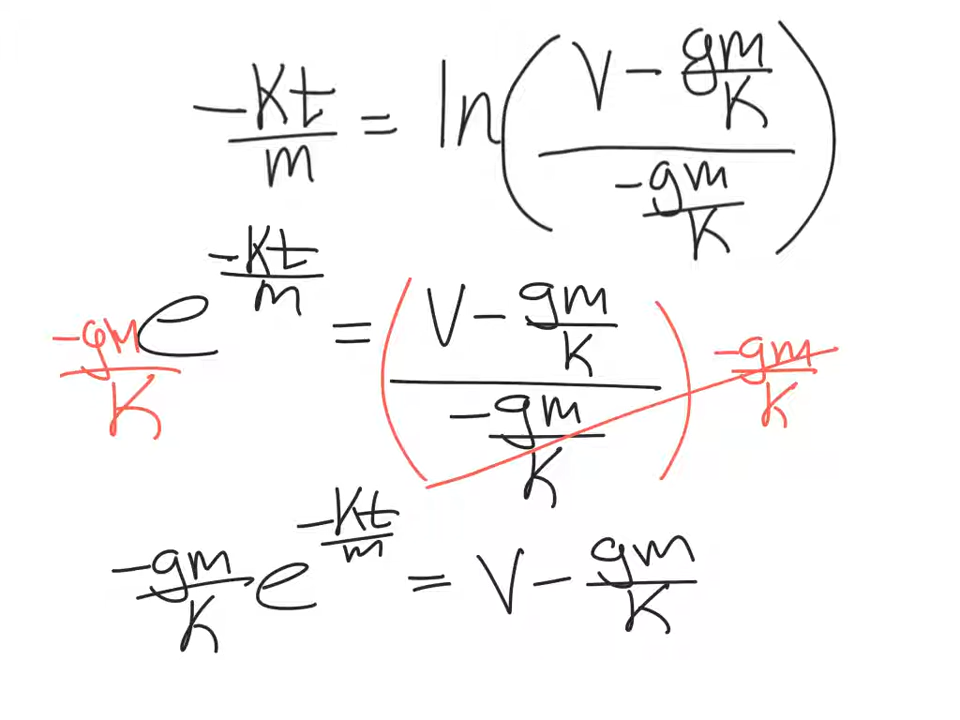 -Kt/m = ln((V - gm/K)/(-gm/K))
-gm/K e^(-Kt/m) = ((V - gm/K)/(-gm/K)) -gm/K
-gm/K e^(-Kt/m) = V - gm/K